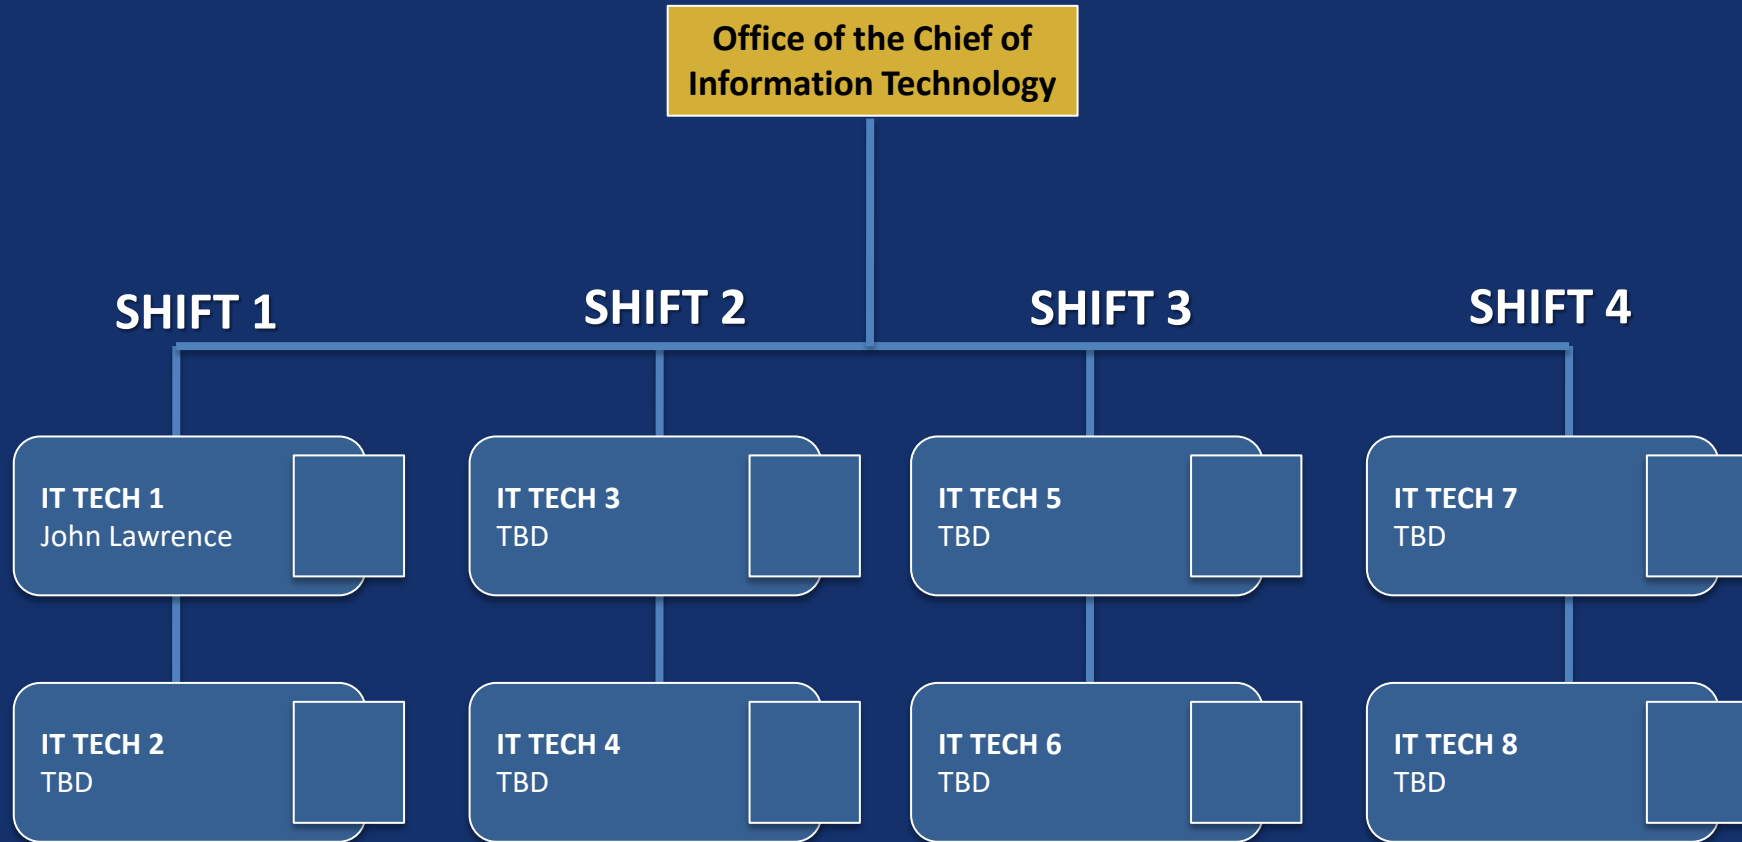 Office of the Chief of
Information Technology
SHIFT 1
SHIFT 2
SHIFT 3
SHIFT 4
IT TECH 1
John Lawrence
IT TECH 3
TBD
IT TECH 5
TBD
IT TECH 7
TBD
IT TECH 2
TBD
IT TECH 4
TBD
IT TECH 6
TBD
IT TECH 8
TBD